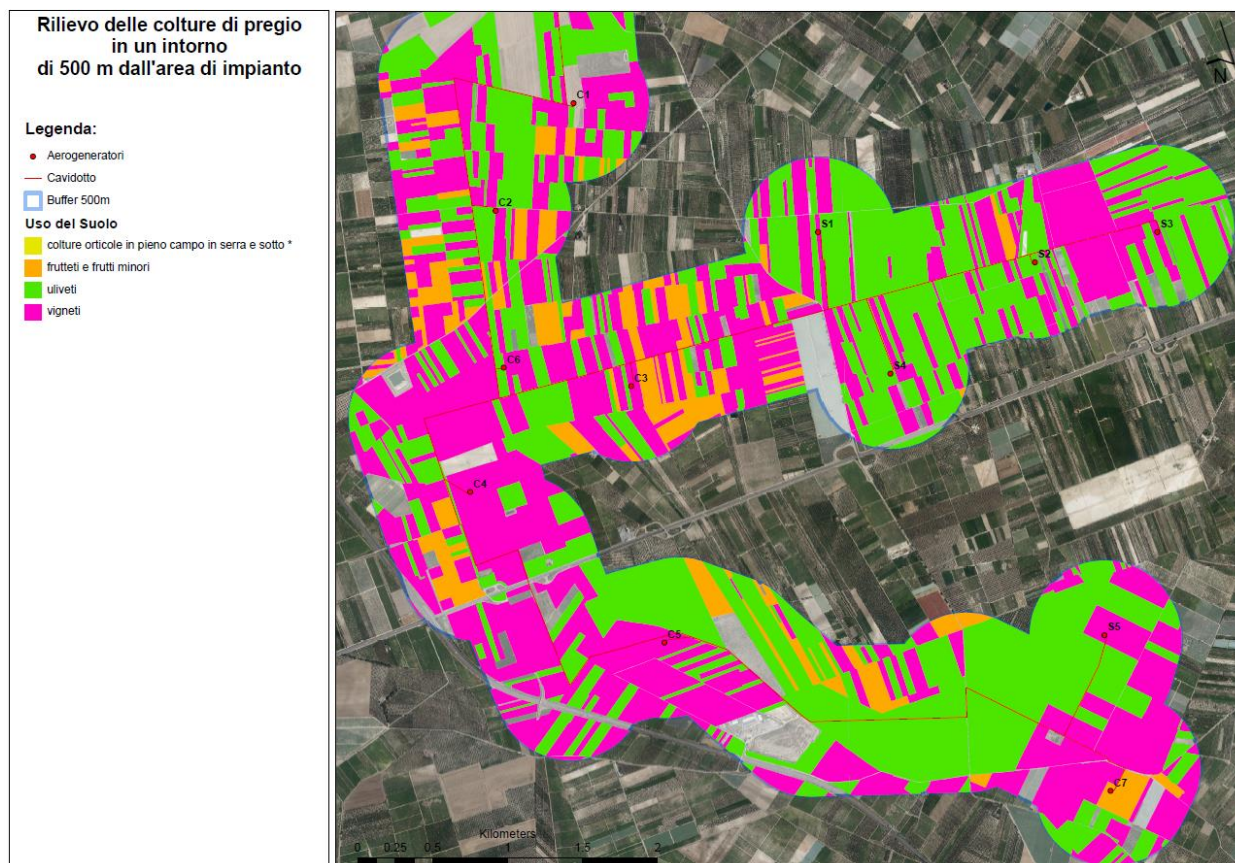 Rilievo delle colture di pregio
in un intorno
di 500 m dall'area di impianto
Legenda:
Aerogeneratori
Cavidotto
Buffer 500m
Uso del Suolo
colture orticole in pieno campo in serra e sotto *
frutteti e frutti minori
uliveti
vigneti
N
C1
C2
S1
S3
S2
C6
C3
S4
C4
C5
S5
C7
Kilometers
0 0.25 0.5 1 1.5 2